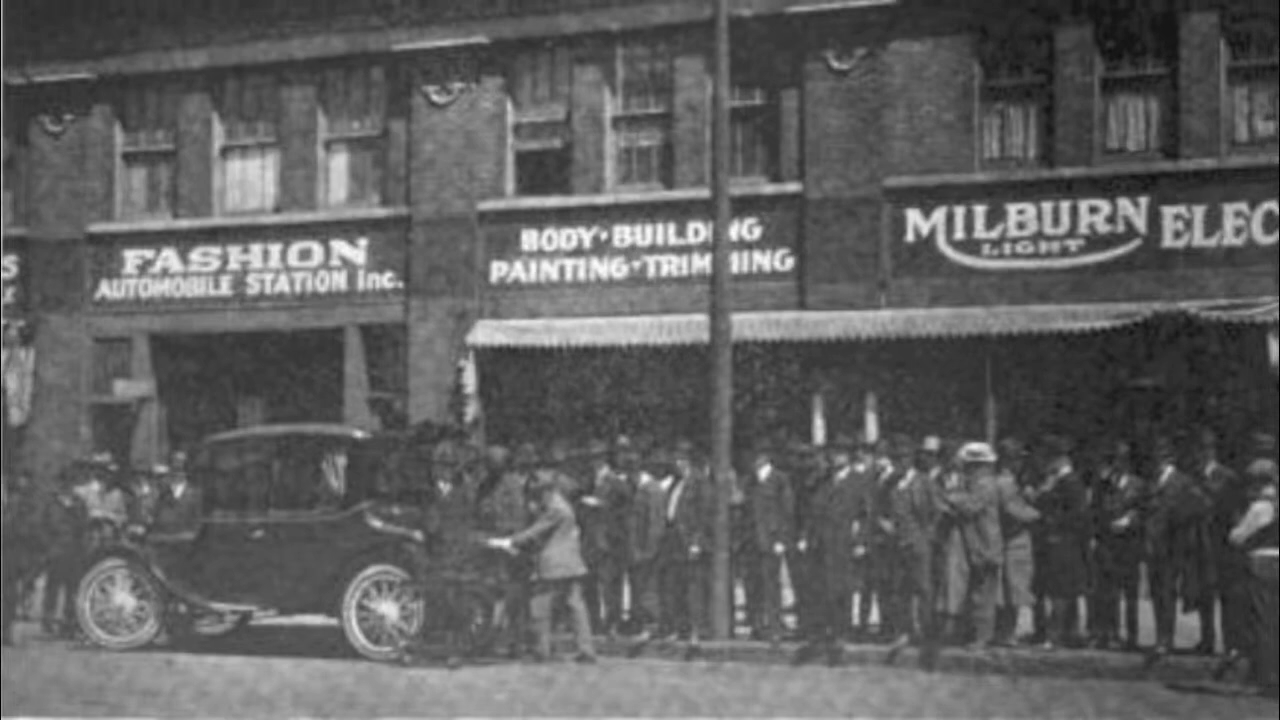 FASHION
AUTOMOBILE STATION Inc.
BODY·BUILDING
PAINTING·TRIMMING
MILBURN ELEC
LIGHT